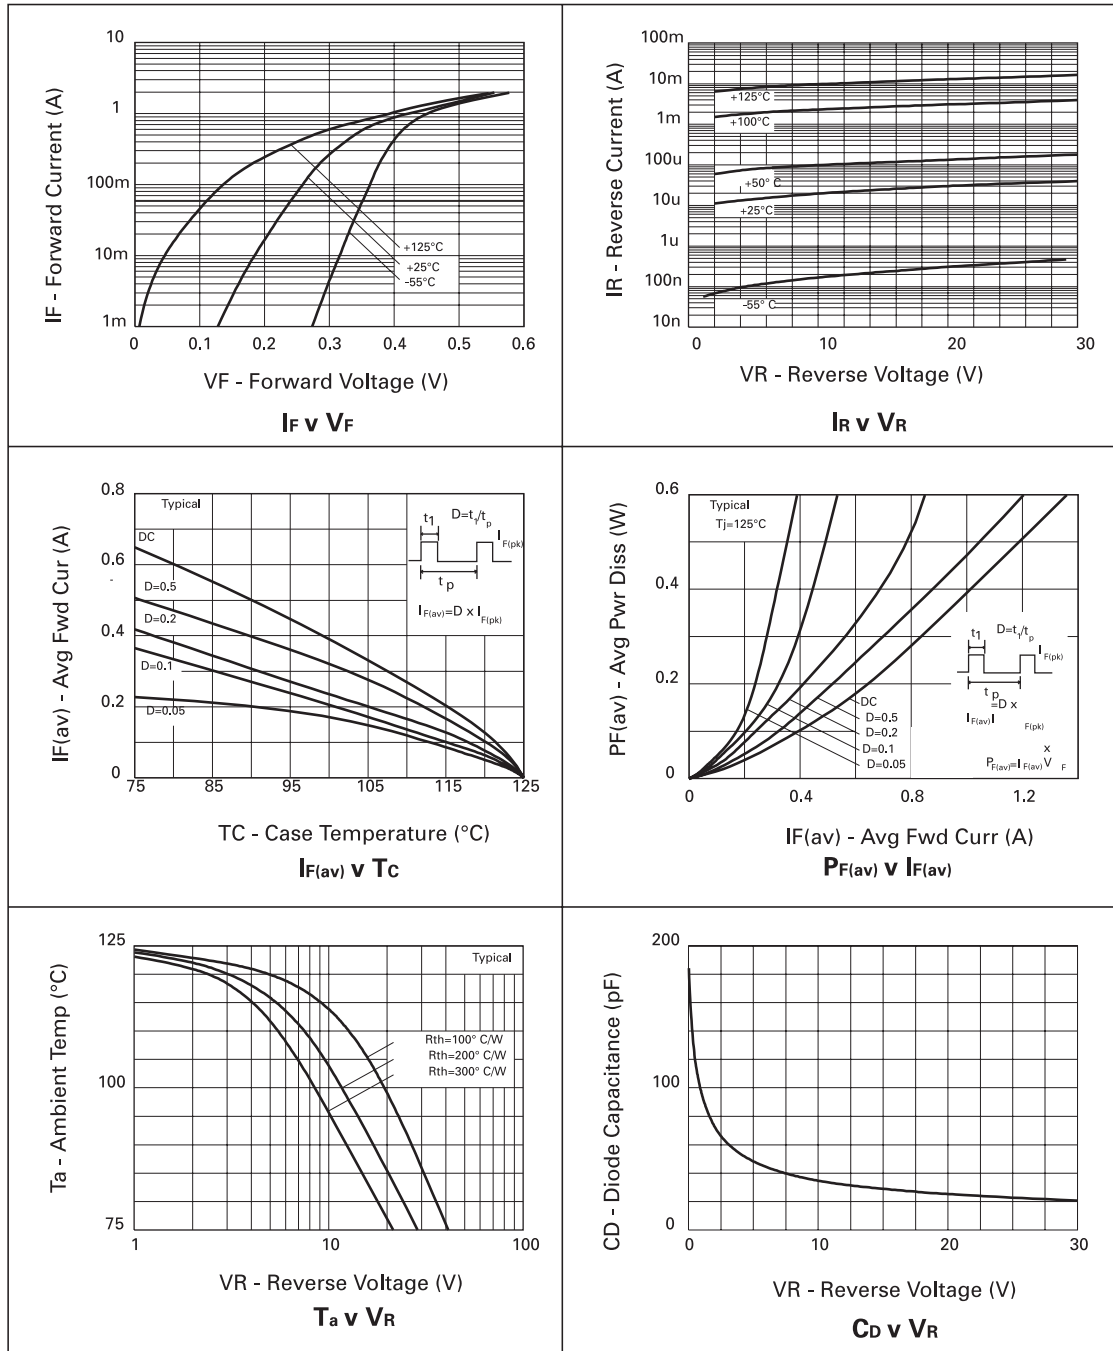 10
1
100m
10m
1m
0 0.1 0.2 0.3 0.4 0.5 0.6
IF - Forward Current (A)
+125°C
+25°C
-55°C
VF - Forward Voltage (V)
IF v VF
100m
10m
1m
100u
10u
1u
100n
10n
0 10 20 30
IR - Reverse Current (A)
+125°C
+100°C
+50° C
+25°C
-55° C
VR - Reverse Voltage (V)
IR v VR
0.8
0.6
0.4
0.2
0
75 85 95 105 115 125
IF(av) - Avg Fwd Cur (A)
Typical
DC
D=0.5
D=0.2
D=0.1
D=0.05
t1 D=t1/tp
IF(pk)
tp
IF(av)=D x IF(pk)
TC - Case Temperature (°C)
IF(av) v TC
0.6
0.4
0.2
0
0 0.4 0.8 1.2
PF(av) - Avg Pwr Diss (W)
Typical
Tj=125°C
DC
D=0.5
D=0.2
D=0.1
D=0.05
t1 D=t1/tp
IF(pk)
tp
=D x
IF(av)I
F(pk)
x
PF(av)=IF(av)V F
IF(av) - Avg Fwd Curr (A)
PF(av) v IF(av)
125
100
75
1 10 100
Ta - Ambient Temp (°C)
Typical
Rth=100° C/W
Rth=200° C/W
Rth=300° C/W
VR - Reverse Voltage (V)
Ta v VR
200
100
0
0 10 20 30
CD - Diode Capacitance (pF)
VR - Reverse Voltage (V)
CD v VR